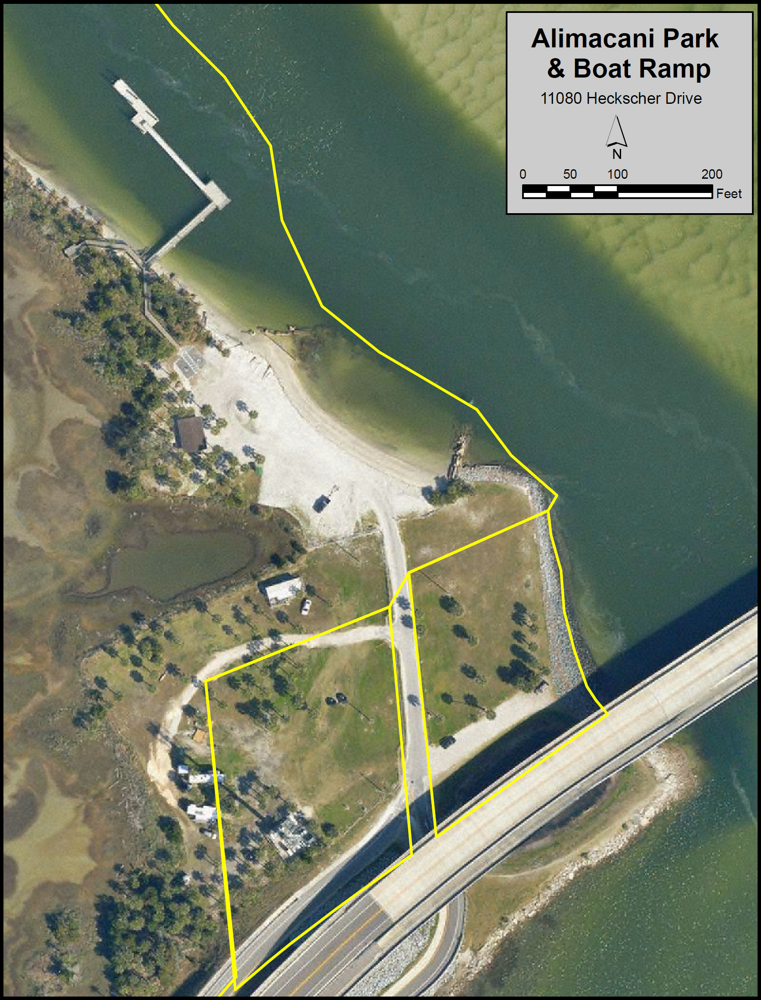 Alimacani Park
& Boat Ramp
11080 Heckscher Drive
N
0 50 100 200
Feet